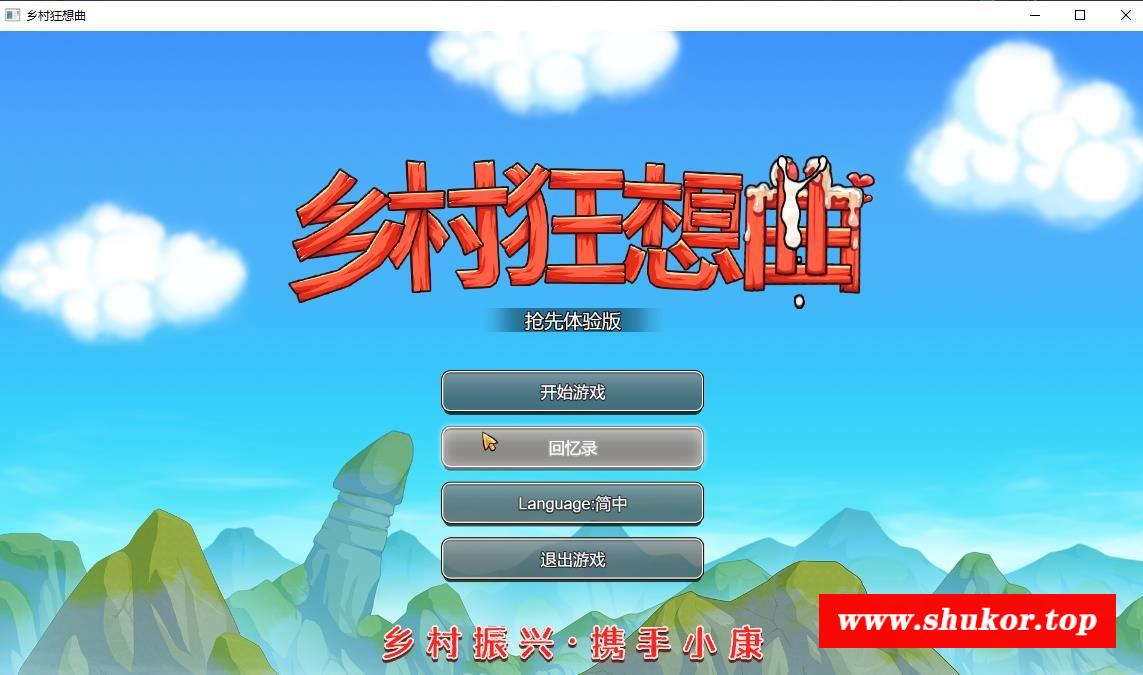 乡村狂想曲
乡村狂想曲
抢先体验版
开始游戏
回忆录
Language:简中
退出游戏
www.shukor.top
乡村振兴·携手小康